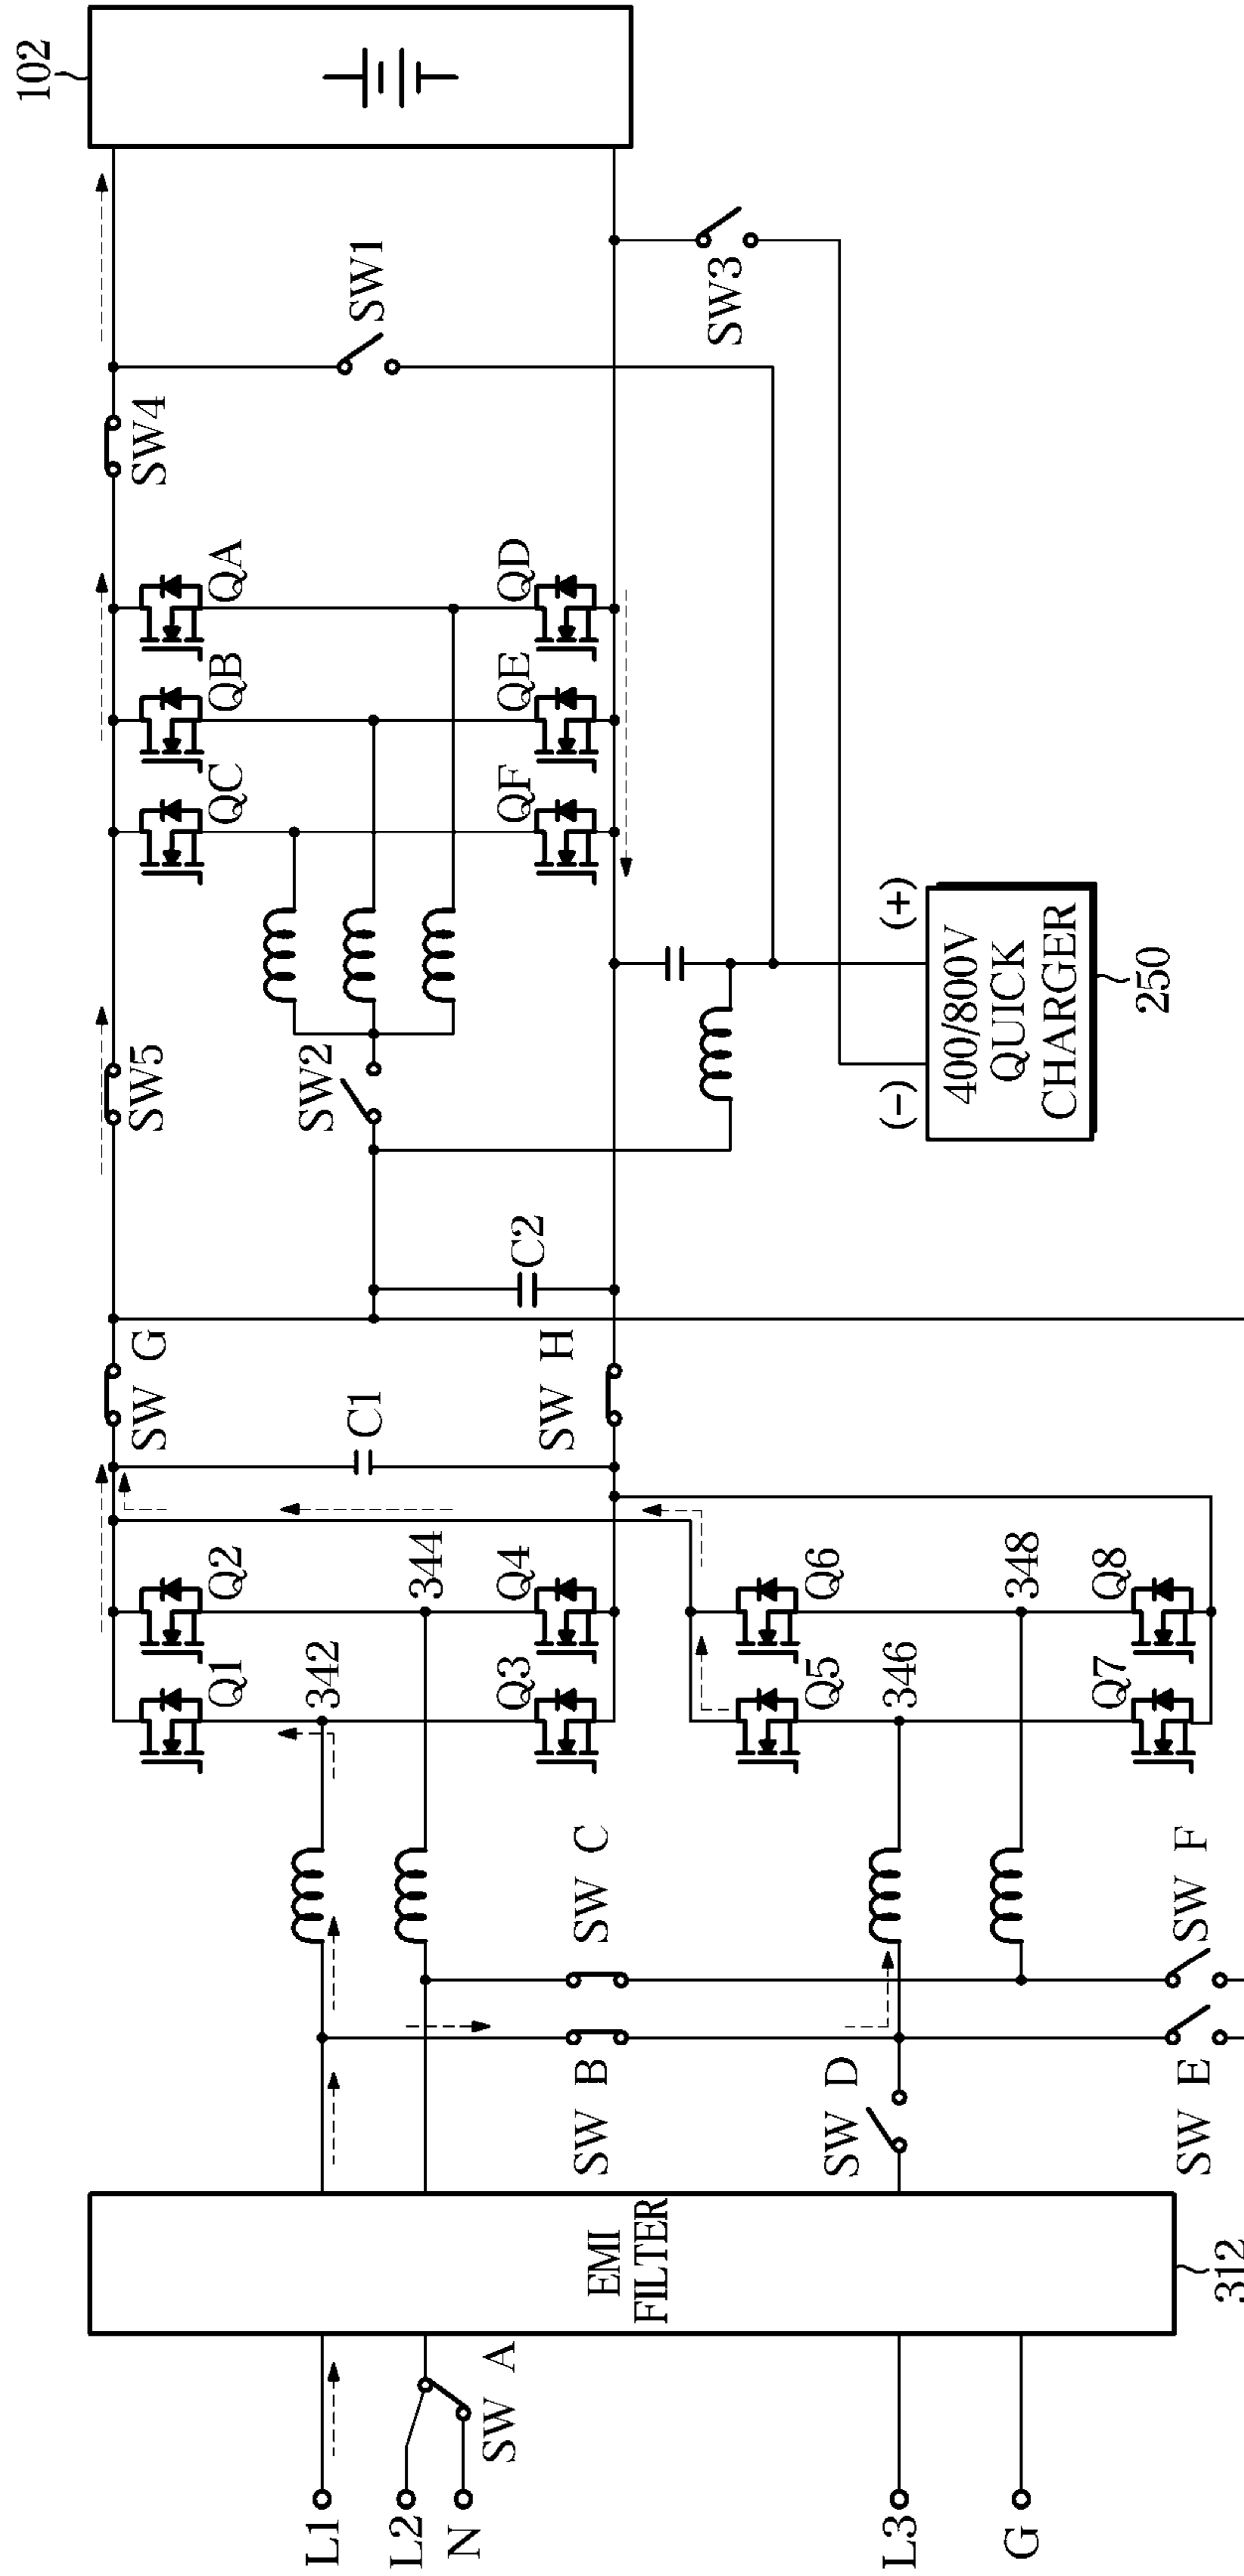 102
SW1
SW3
SW4
QA
QD
QB
QE
QC
QF
SW5
SW2
(+)
(-)
400/800V
QUICK
CHARGER
250
C2
SW G
SW H
C1
Q2
344
Q4
Q1
342
Q3
Q6
348
Q8
Q5
346
Q7
SW C
SW F
SW B
SW D
SW E
EMI
FILTER
312
SW A
L1
L2
N
L3
G